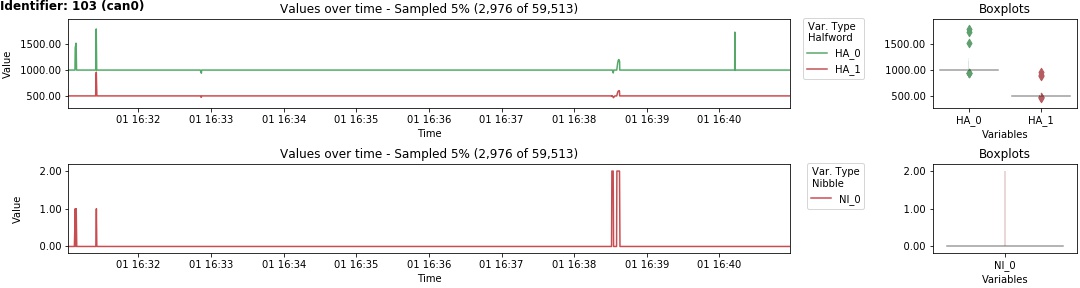 Identifier: 103 (can0)
Values over time - Sampled 5% (2,976 of 59,513)
Value
1500.00
1000.00
500.00
01 16:32 01 16:33 01 16:34 01 16:35 01 16:36 01 16:37 01 16:38 01 16:39 01 16:40
Time
Var. Type
Halfword
HA_0
HA_1
Boxplots
1500.00
1000.00
500.00
HA_0 HA_1
Variables
Values over time - Sampled 5% (2,976 of 59,513)
Value
2.00
1.00
0.00
01 16:32 01 16:33 01 16:34 01 16:35 01 16:36 01 16:37 01 16:38 01 16:39 01 16:40
Time
Var. Type
Nibble
NI_0
Boxplots
2.00
1.00
0.00
NI_0
Variables